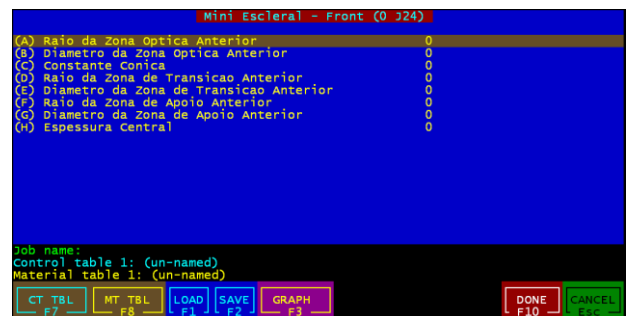 Mini Escleral - Front (0 J24)
(A) Raio da Zona Optica Anterior 0
(B) Diametro da Zona Optica Anterior 0
(C) Constante Conica 0
(D) Raio da Zona de Transicao Anterior 0
(E) Diametro da Zona de Transicao Anterior 0
(F) Raio da Zona de Apoio Anterior 0
(G) Diametro da Zona de Apoio Anterior 0
(H) Espessura Central 0
Job name:
Control table 1: (un-named)
Material table 1: (un-named)
CT TBL MT TBL LOAD SAVE GRAPH DONE CANCEL
F7 F8 F1 F2 F3 F10 Esc